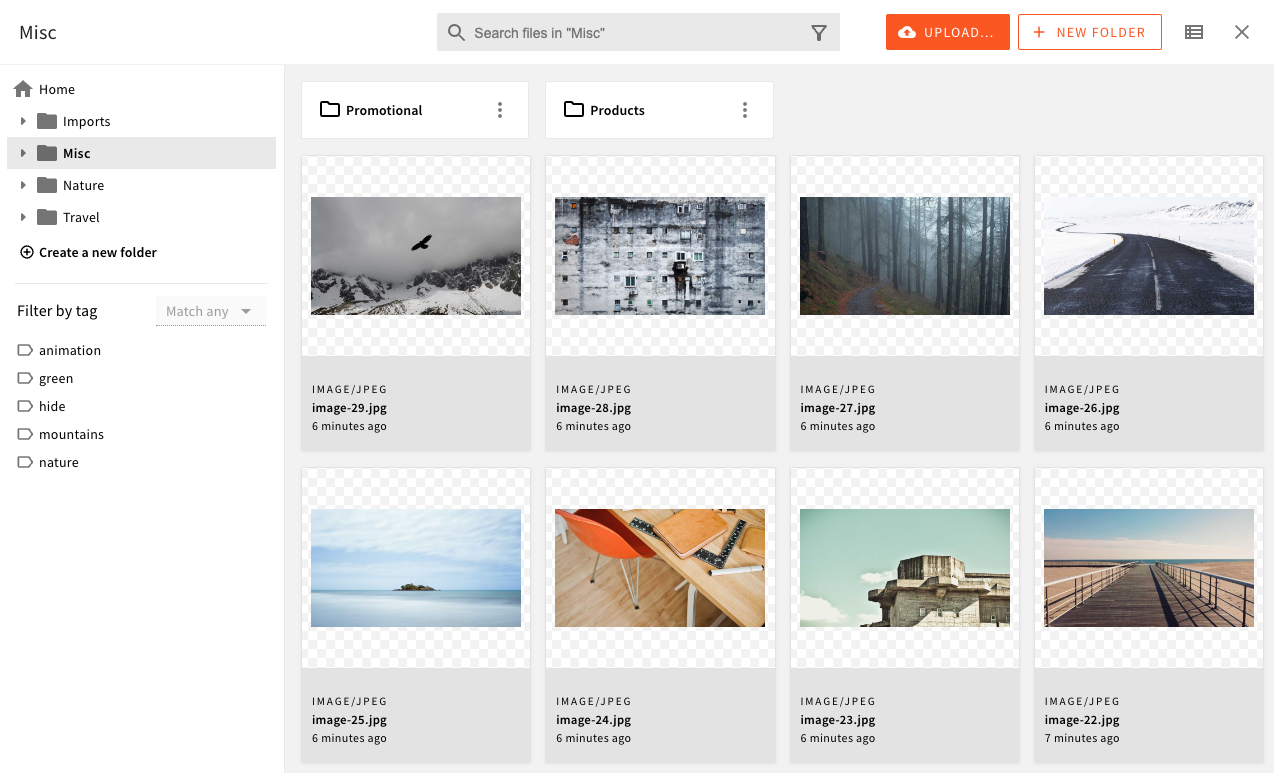 Misc
Search files in "Misc"
UPLOAD...
NEW FOLDER
Home
Imports
Misc
Nature
Travel
Create a new folder
Filter by tag
Match any
animation
green
hide
mountains
nature
Promotional
Products
IMAGE/JPEG
image-29.jpg
6 minutes ago
IMAGE/JPEG
image-28.jpg
6 minutes ago
IMAGE/JPEG
image-27.jpg
6 minutes ago
IMAGE/JPEG
image-26.jpg
6 minutes ago
IMAGE/JPEG
image-25.jpg
6 minutes ago
IMAGE/JPEG
image-24.jpg
6 minutes ago
IMAGE/JPEG
image-23.jpg
6 minutes ago
IMAGE/JPEG
image-22.jpg
7 minutes ago